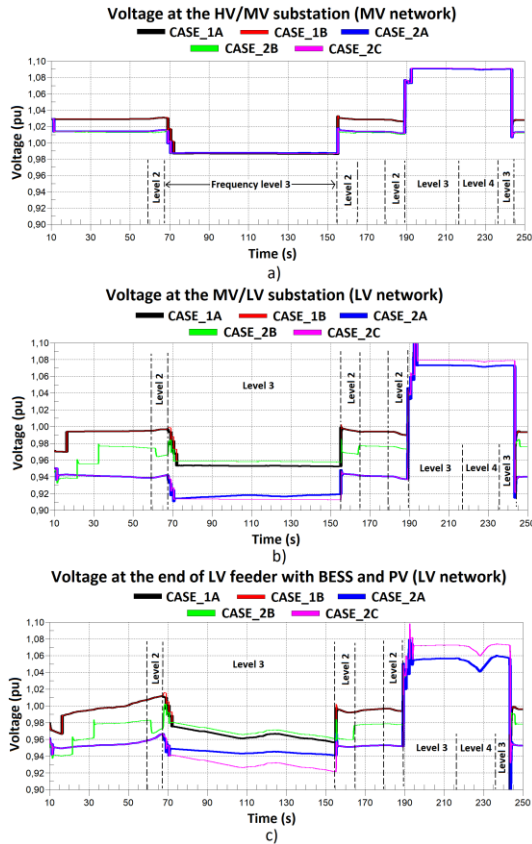 Voltage at the HV/MV substation (MV network)
CASE_1A CASE_1B CASE_2A
CASE_2B CASE_2C
Voltage (pu)
1,10
1,08
1,06
1,04
1,02
1,00
0,98
0,96
0,94
0,92
0,90
Level 2
Frequency level 3
Level 2
Level 2
Level 3
Level 4
Level 3
10 30 50 70 90 110 130 150 170 190 210 230 250
Time (s)
a)
Voltage at the MV/LV substation (LV network)
CASE_1A CASE_1B CASE_2A
CASE_2B CASE_2C
Voltage (pu)
1,10
1,08
1,06
1,04
1,02
1,00
0,98
0,96
0,94
0,92
0,90
Level 2
Level 3
Level 2
Level 2
Level 3
Level 4
Level 3
10 30 50 70 90 110 130 150 170 190 210 230 250
Time (s)
b)
Voltage at the end of LV feeder with BESS and PV (LV network)
CASE_1A CASE_1B CASE_2A
CASE_2B CASE_2C
Voltage (pu)
1,10
1,08
1,06
1,04
1,02
1,00
0,98
0,96
0,94
0,92
0,90
Level 2
Level 3
Level 2
Level 2
Level 3
Level 4
Level 3
10 30 50 70 90 110 130 150 170 190 210 230 250
Time (s)
c)